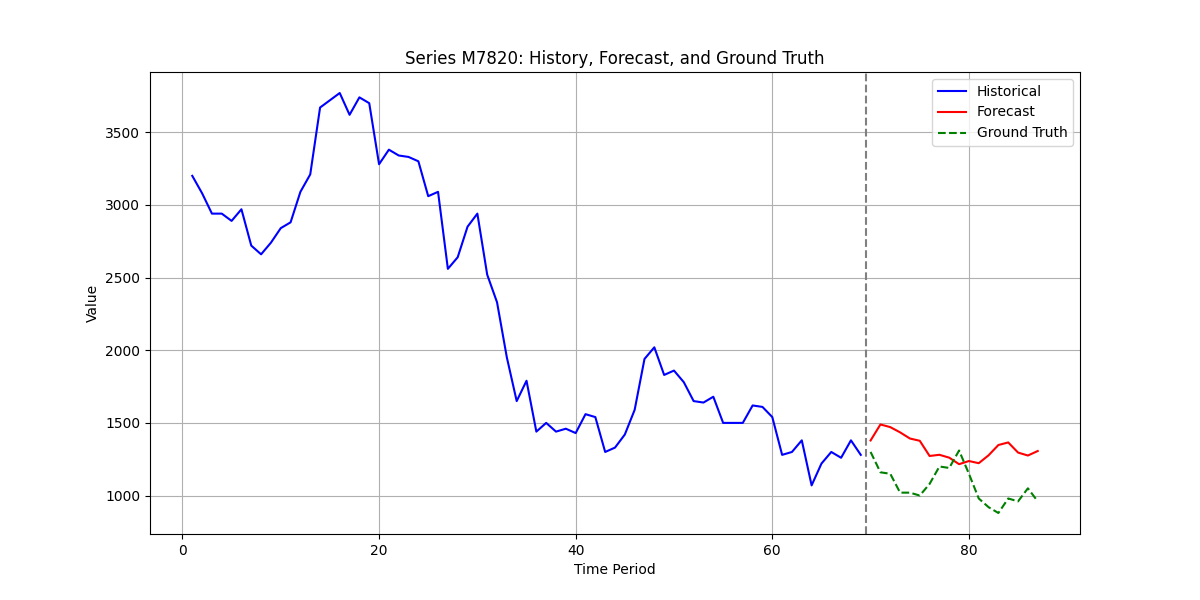 Series M7820: History, Forecast, and Ground Truth
Historical
Forecast
Ground Truth
Value
3500
3000
2500
2000
1500
1000
0 20 40 60 80
Time Period